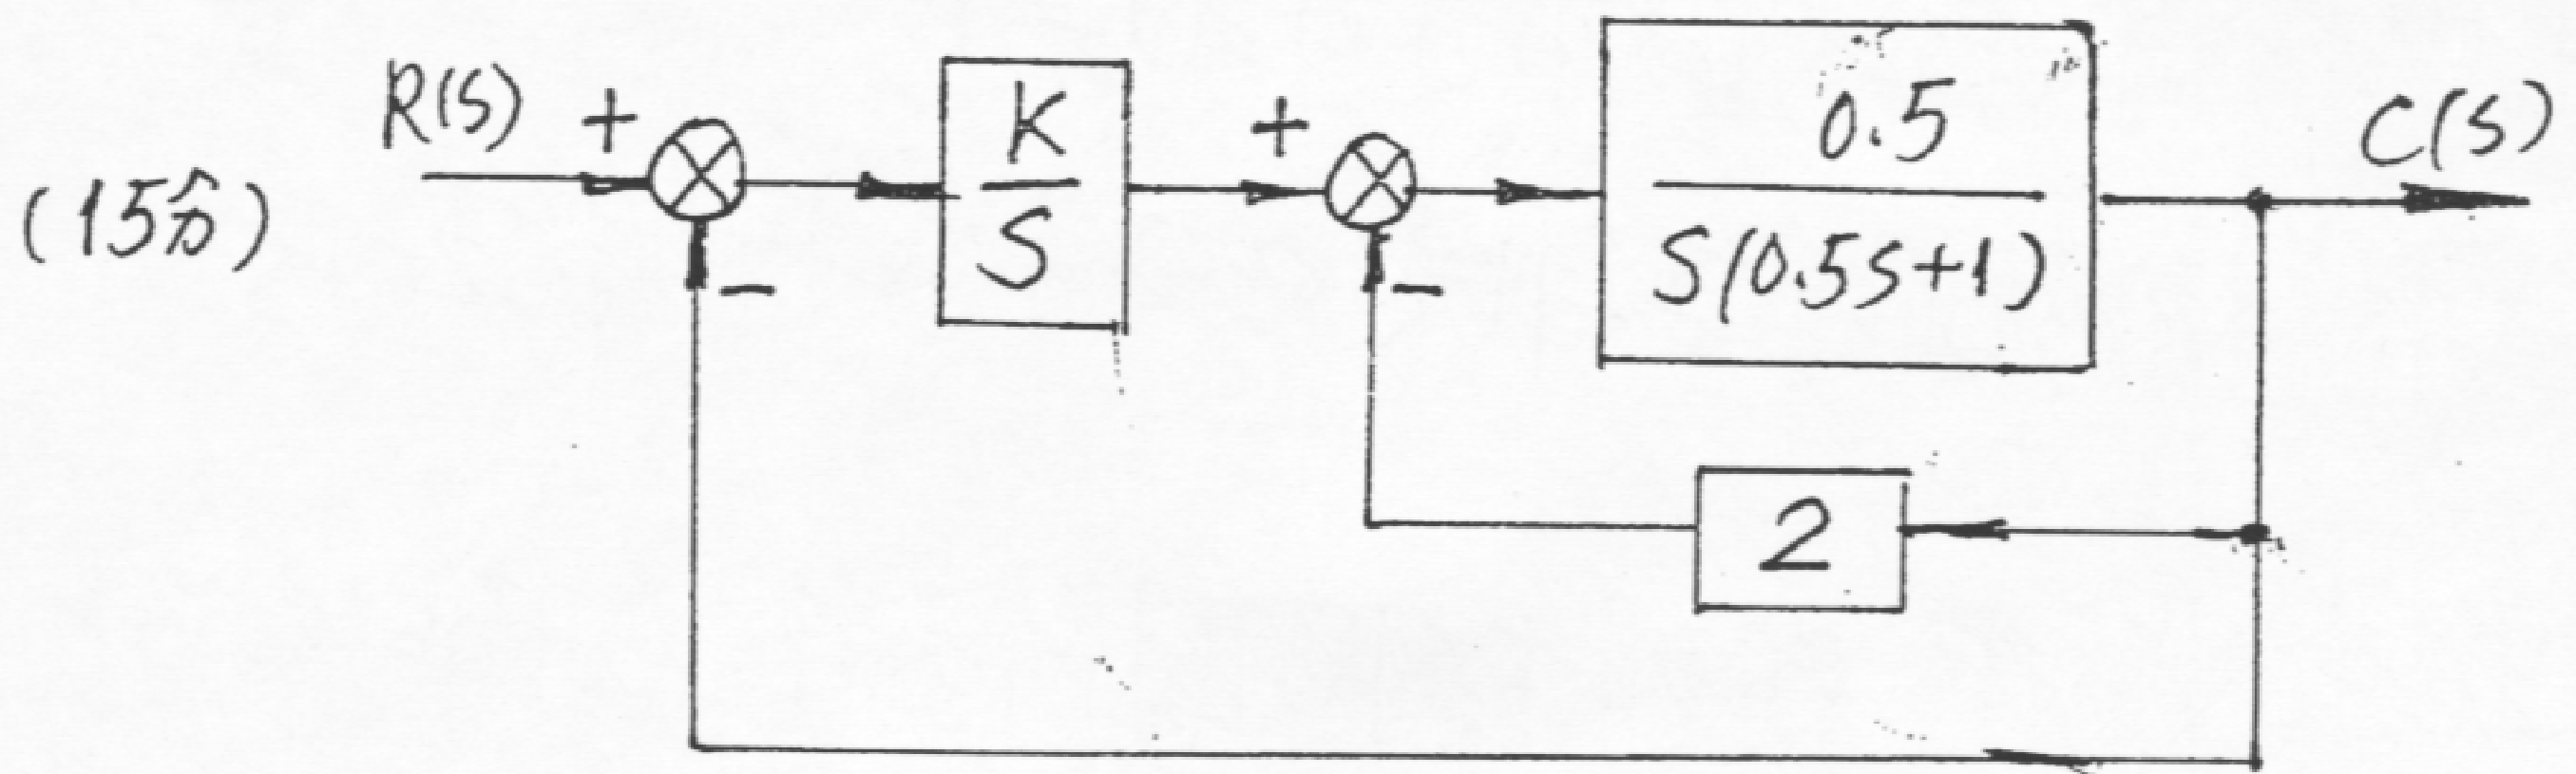 (15分)
R(S)
+
-
K
S
+
-
0.5
S(0.5S+1)
C(S)
2